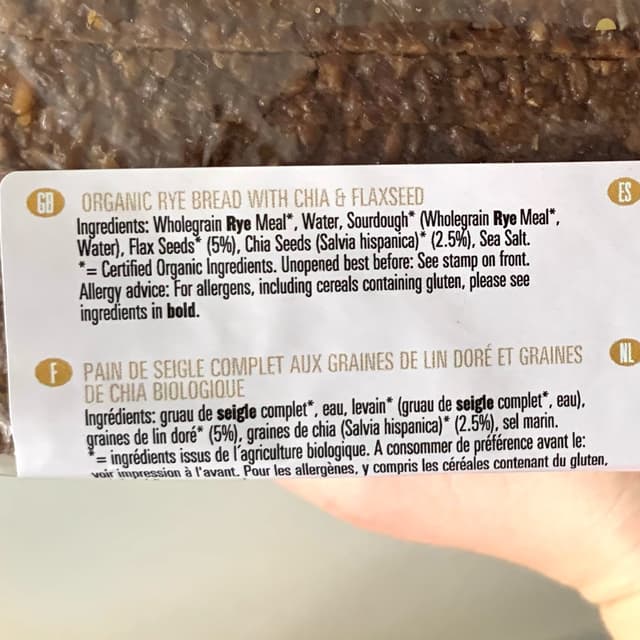 GB ORGANIC RYE BREAD WITH CHIA & FLAXSEED
Ingredients: Wholegrain Rye Meal*, Water, Sourdough* (Wholegrain Rye Meal*,
Water), Flax Seeds* (5%), Chia Seeds (Salvia hispanica)* (2.5%), Sea Salt.
*= Certified Organic Ingredients. Unopened best before: See stamp on front.
Allergy advice: For allergens, including cereals containing gluten, please see
ingredients in bold.
ES
F PAIN DE SEIGLE COMPLET AUX GRAINES DE LIN DORÉ ET GRAINES
DE CHIA BIOLOGIQUE
Ingrédients: gruau de seigle complet*, eau, levain* (gruau de seigle complet*, eau),
graines de lin doré* (5%), graines de chia (Salvia hispanica)* (2.5%), sel marin.
*= ingrédients issus de l'agriculture biologique. A consommer de préférence avant le:
voir impression à l'avant. Pour les allergènes, y compris les céréales contenant du gluten,
NL